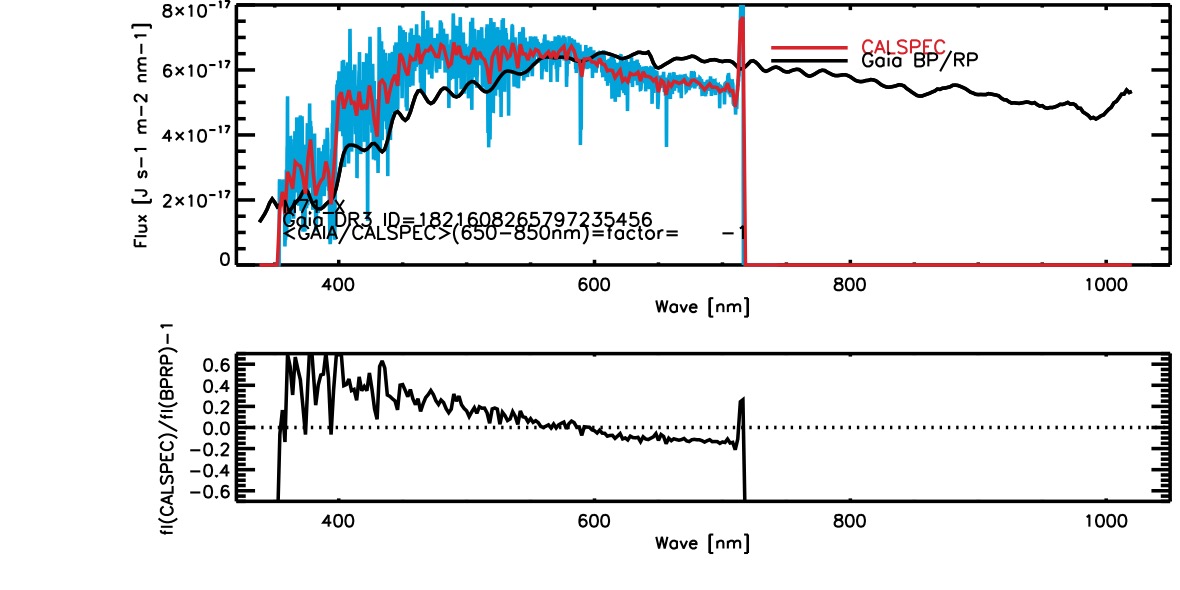 8×10−17
6×10−17
4×10−17
2×10−17
0
Flux [J s−1 m−2 nm−1]
CALSPEC
Gaia BP/RP
Gaia DR3 ID=1821608265797235456
<GAIA/CALSPEC>(650−850nm)=factor= −1
400 600 800 1000
Wave [nm]
fl(CALSPEC)/fl(BPRP)−1
0.6
0.4
0.2
0.0
−0.2
−0.4
−0.6
400 600 800 1000
Wave [nm]